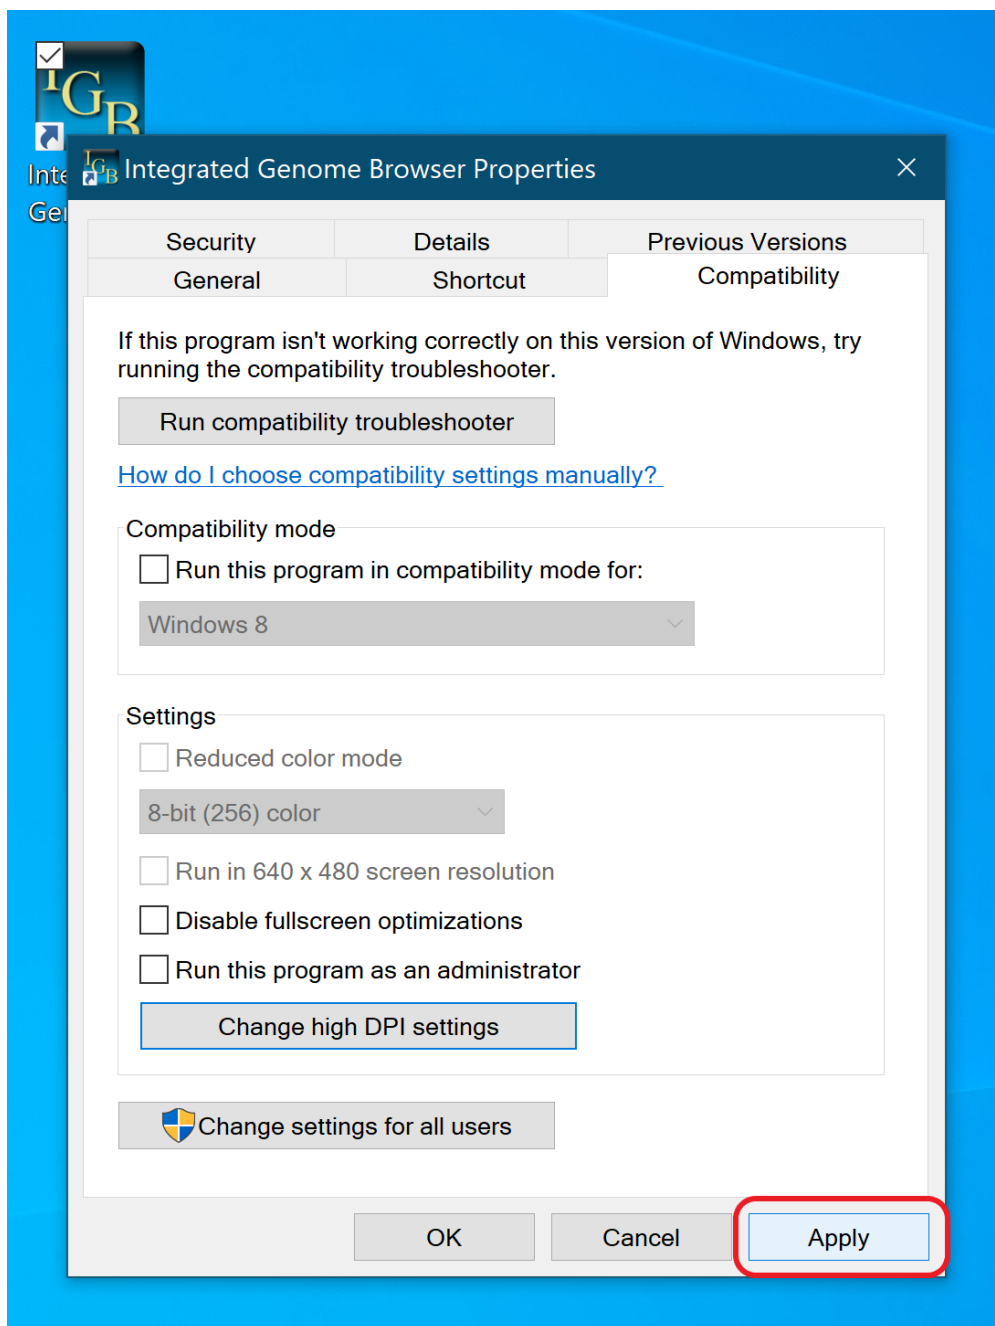 IGB
Inte
Ge
IGB Integrated Genome Browser Properties
Security Details Previous Versions
General Shortcut Compatibility
If this program isn't working correctly on this version of Windows, try
running the compatibility troubleshooter.
Run compatibility troubleshooter
How do I choose compatibility settings manually?
Compatibility mode
Run this program in compatibility mode for:
Windows 8
Settings
Reduced color mode
8-bit (256) color
Run in 640 x 480 screen resolution
Disable fullscreen optimizations
Run this program as an administrator
Change high DPI settings
Change settings for all users
OK Cancel Apply